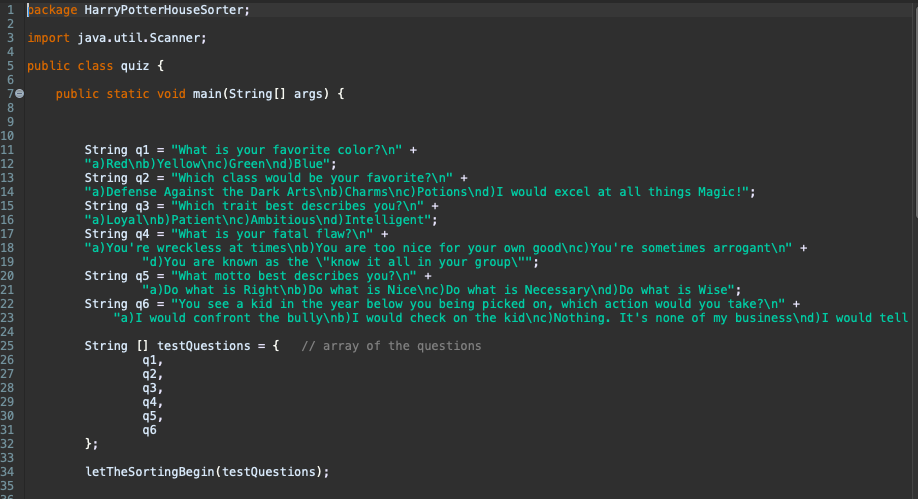 1 package HarryPotterHouseSorter;
2
3 import java.util.Scanner;
4
5 public class quiz {
6
7 public static void main(String[] args) {
8
9
10
11 String q1 = "What is your favorite color?\n" +
12 "a)Red\nb)Yellow\nc)Green\nd)Blue";
13 String q2 = "Which class would be your favorite?\n" +
14 "a)Defense Against the Dark Arts\nb)Charms\nc)Potions\nd)I would excel at all things Magic!";
15 String q3 = "Which trait best describes you?\n" +
16 "a)Loyal\nb)Patient\nc)Ambitious\nd)Intelligent";
17 String q4 = "What is your fatal flaw?\n" +
18 "a)You're wreckless at times\nb)You are too nice for your own good\nc)You're sometimes arrogant\n" +
19 "d)You are known as the \"know it all in your group\"";
20 String q5 = "What motto best describes you?\n" +
21 "a)Do what is Right\nb)Do what is Nice\nc)Do what is Necessary\nd)Do what is Wise";
22 String q6 = "You see a kid in the year below you being picked on, which action would you take?\n" +
23 "a)I would confront the bully\nb)I would check on the kid\nc)Nothing. It's none of my business\nd)I would tell
24
25 String [] testQuestions = { // array of the questions
26 q1,
27 q2,
28 q3,
29 q4,
30 q5,
31 q6
32 };
33
34 letTheSortingBegin(testQuestions);
35
36